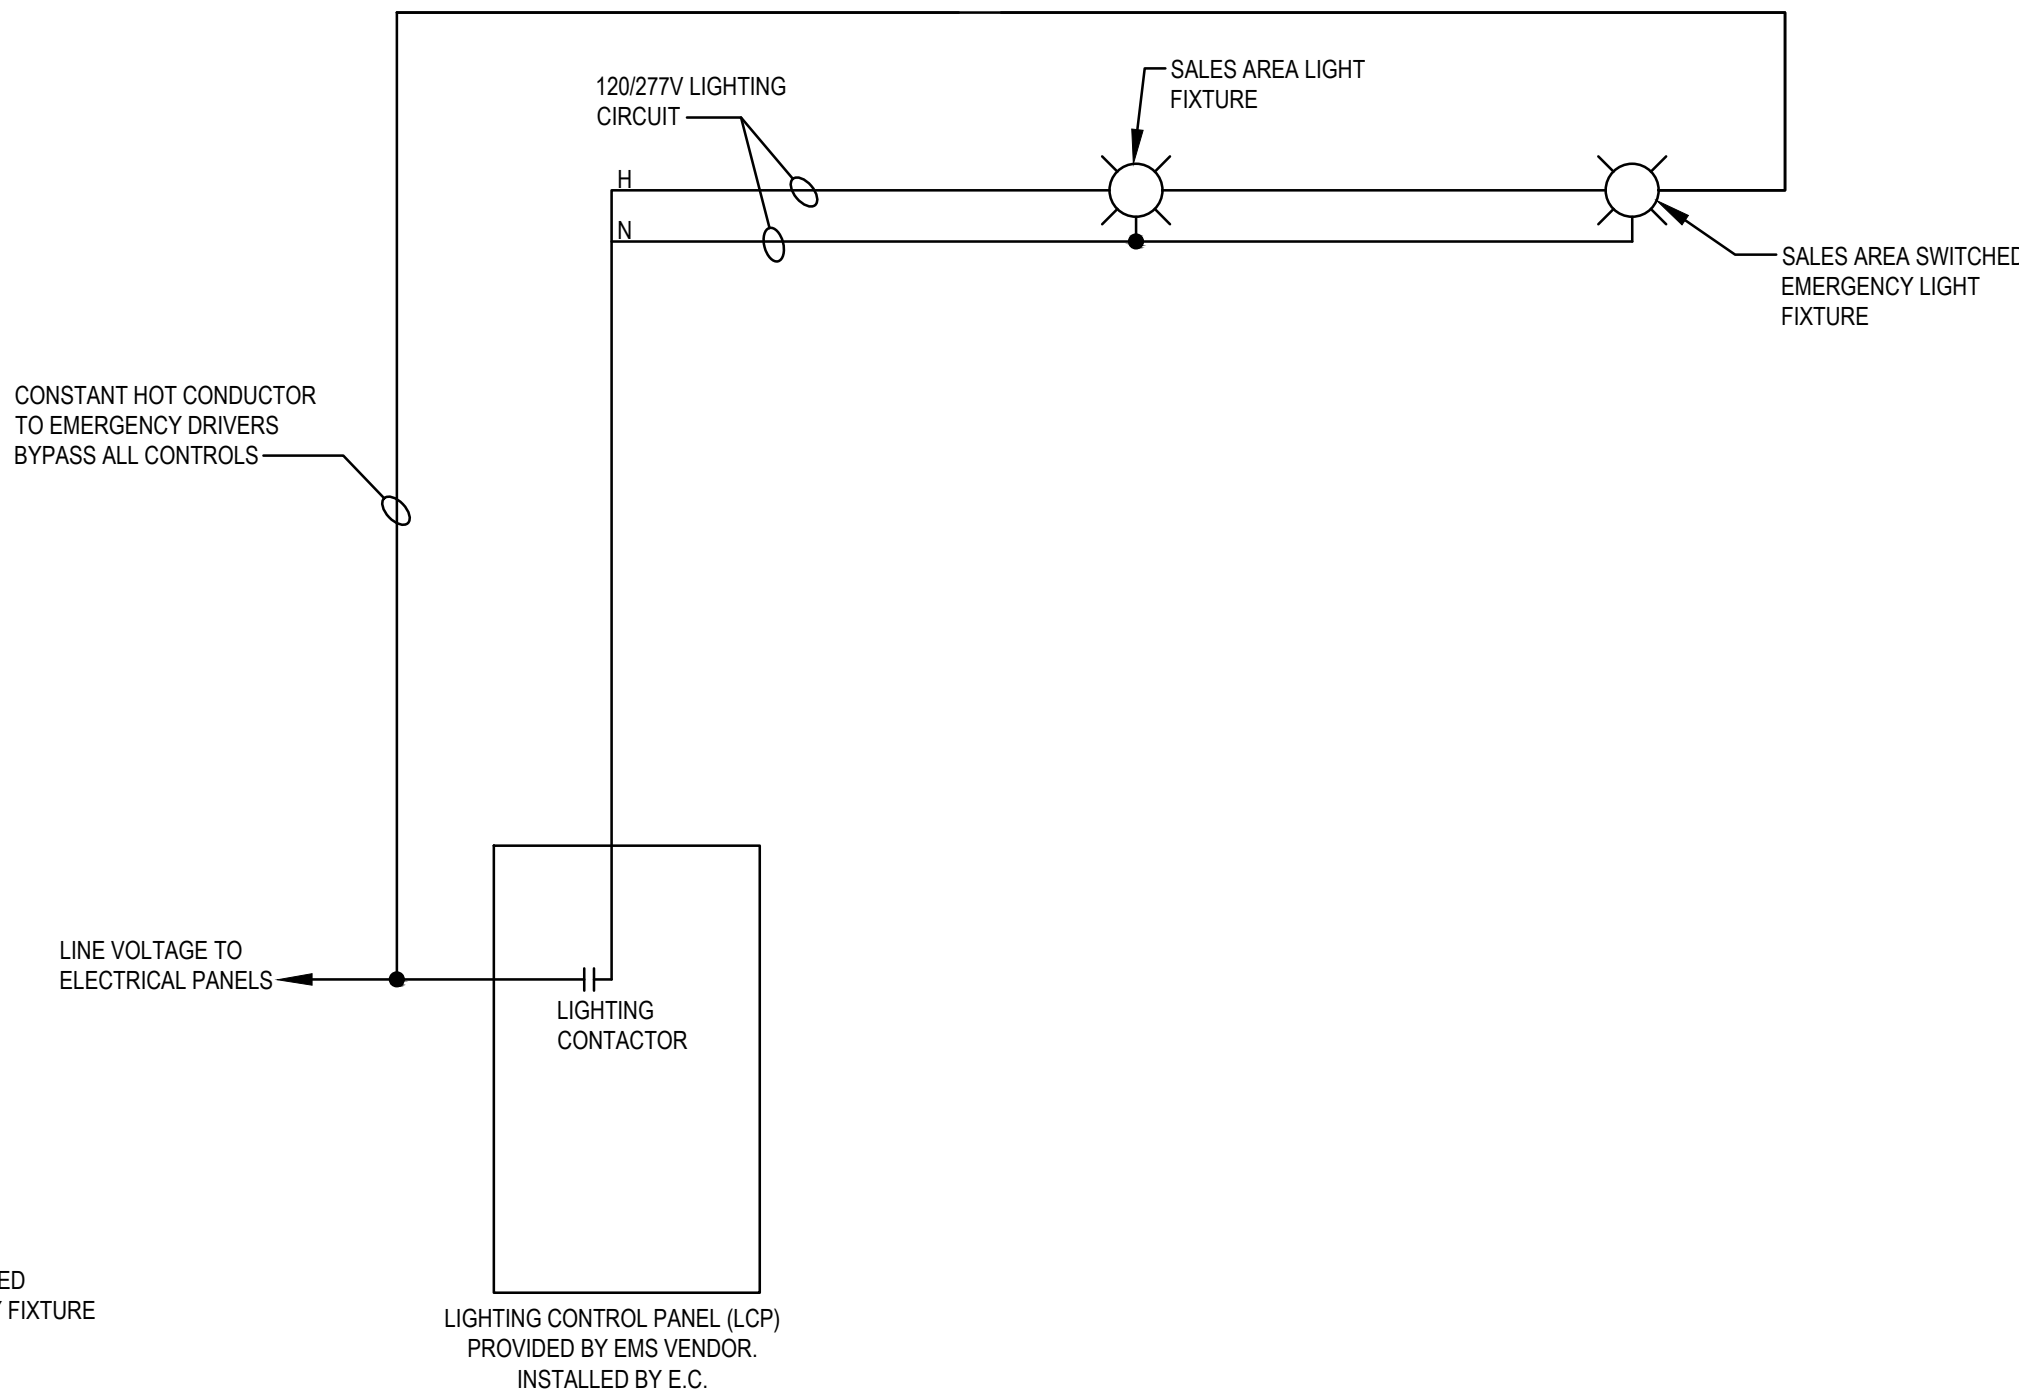 120/277V LIGHTING
CIRCUIT
SALES AREA LIGHT
FIXTURE
H
N
SALES AREA SWITCHED
EMERGENCY LIGHT
FIXTURE
CONSTANT HOT CONDUCTOR
TO EMERGENCY DRIVERS
BYPASS ALL CONTROLS
LINE VOLTAGE TO
ELECTRICAL PANELS
LIGHTING
CONTACTOR
ED
FIXTURE
LIGHTING CONTROL PANEL (LCP)
PROVIDED BY EMS VENDOR.
INSTALLED BY E.C.